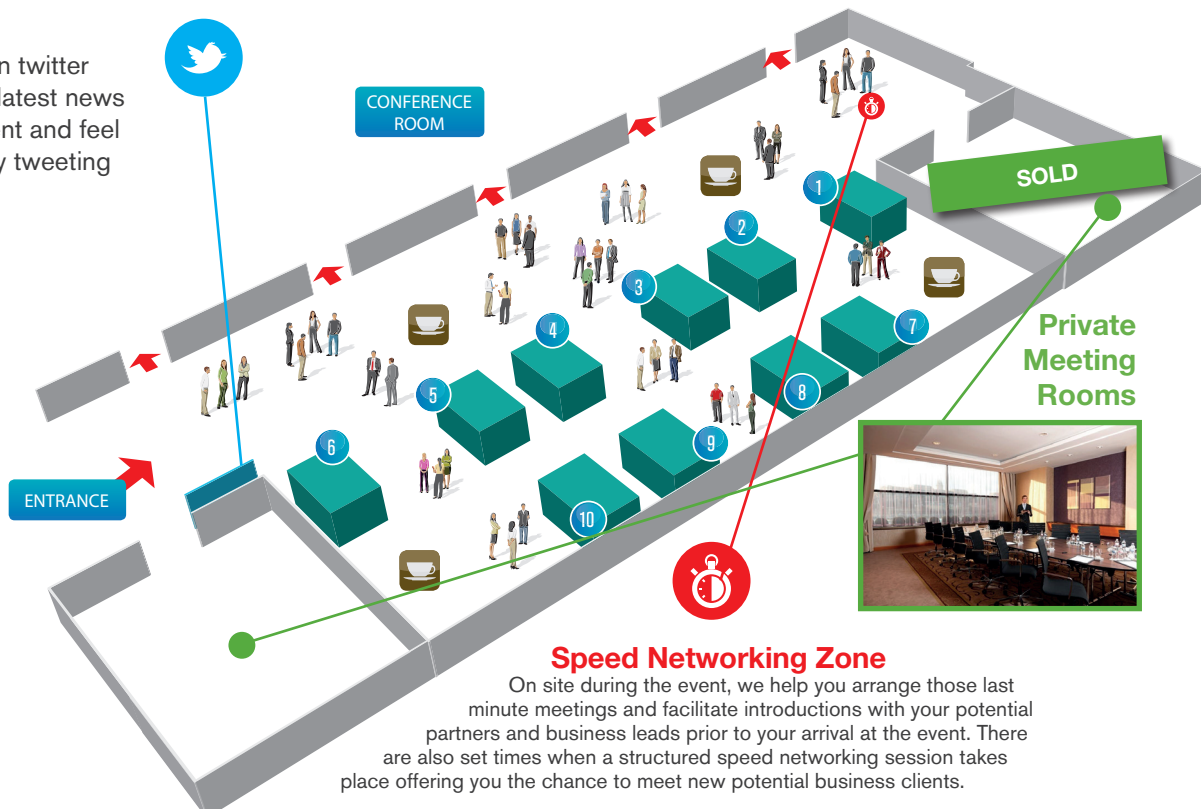 n twitter
latest news
nt and feel
y tweeting
CONFERENCE
ROOM
SOLD
1
2
3
4
5
6
7
8
9
10
Private
Meeting
Rooms
ENTRANCE
Speed Networking Zone
On site during the event, we help you arrange those last
minute meetings and facilitate introductions with your potential
partners and business leads prior to your arrival at the event. There
are also set times when a structured speed networking session takes
place offering you the chance to meet new potential business clients.